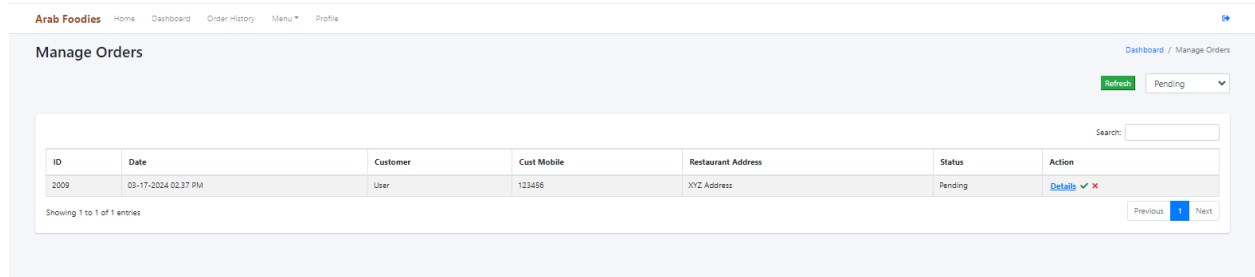 Arab Foodies Home Dashboard Order History Menu Profile
Manage Orders
Dashboard / Manage Orders
Refresh Pending
Search:
ID Date Customer Cust Mobile Restaurant Address Status Action
2009 03-17-2024 02.37 PM User 123456 XYZ Address Pending Details
Showing 1 to 1 of 1 entries
Previous 1 Next